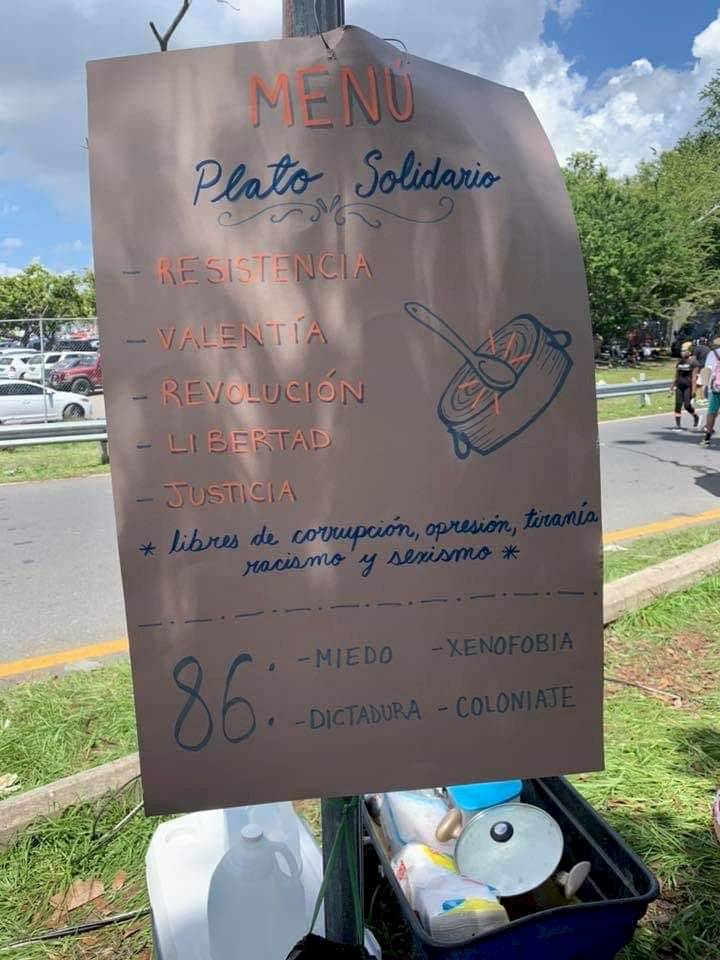 MENÚ
Plato Solidario
- RESISTENCIA
- VALENTÍA
- REVOLUCIÓN
- LIBERTAD
- JUSTICIA
* libres de corrupción, opresión, tiranía
racismo y sexismo *
86: -MIEDO -XENOFOBIA
-DICTADURA -COLONIAJE